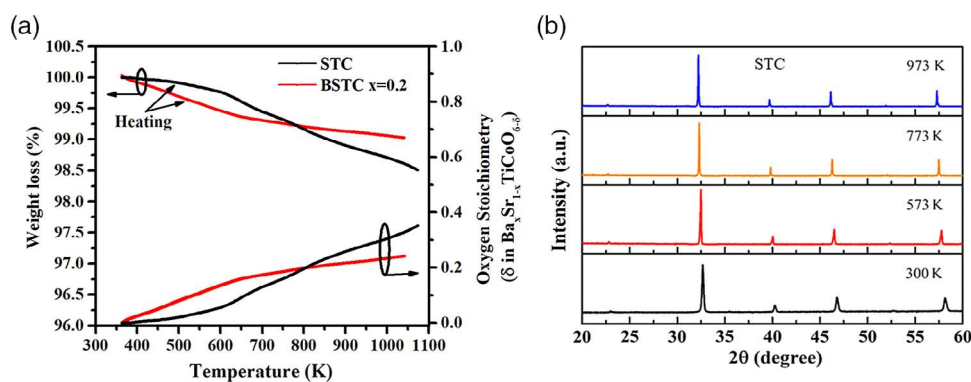 (a)
100.5
100.0
99.5
99.0
98.5
98.0
97.5
97.0
96.5
96.0
Weight loss (%)
300 400 500 600 700 800 900 1000 1100
Temperature (K)
1.0
0.8
0.6
0.4
0.2
0.0
Oxygen Stoichiometry
(δ in BaₓSr₁₋ₓTiCoO₆₋δ)
STC
BSTC x=0.2
Heating
(b)
Intensity (a.u.)
STC
973 K
773 K
573 K
300 K
20 25 30 35 40 45 50 55 60
2θ (degree)